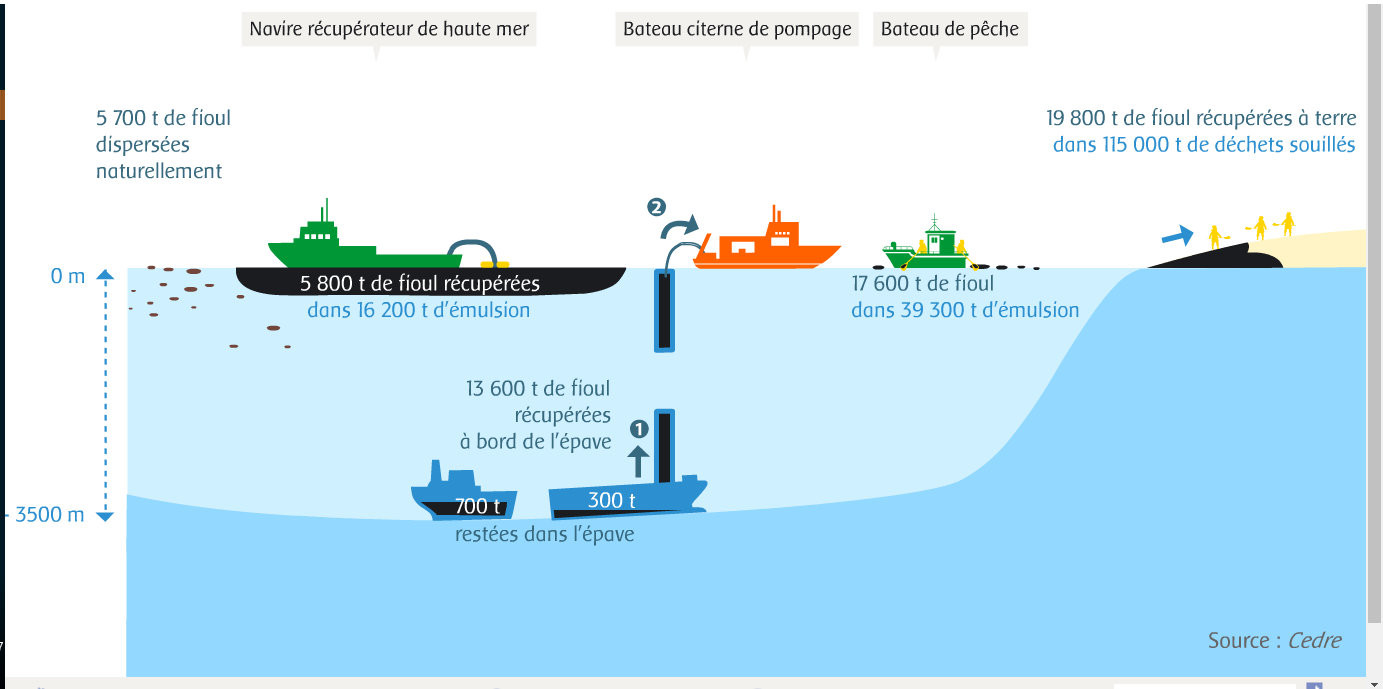 Navire récupérateur de haute mer
Bateau citerne de pompage
Bateau de pêche
5 700 t de fioul
dispersées
naturellement
19 800 t de fioul récupérées à terre
dans 115 000 t de déchets souillés
2
0 m
5 800 t de fioul récupérées
dans 16 200 t d'émulsion
17 600 t de fioul
dans 39 300 t d'émulsion
13 600 t de fioul
récupérées
à bord de l'épave
1
700 t
300 t
- 3500 m
restées dans l'épave
Source : Cedre